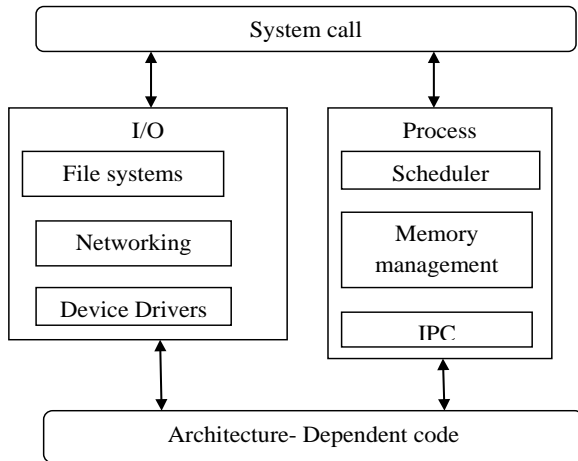 System call
I/O
File systems
Networking
Device Drivers
Process
Scheduler
Memory
management
IPC
Architecture- Dependent code